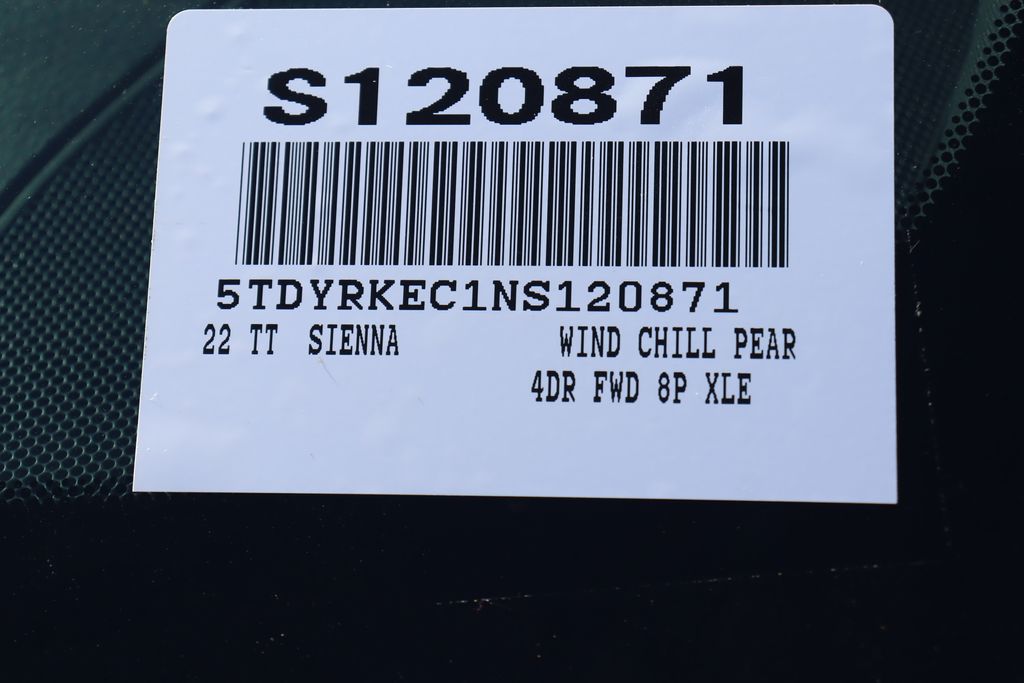 S120871
5TDYRKEC1NS120871
22 TT SIENNA WIND CHILL PEAR
4DR FWD 8P XLE